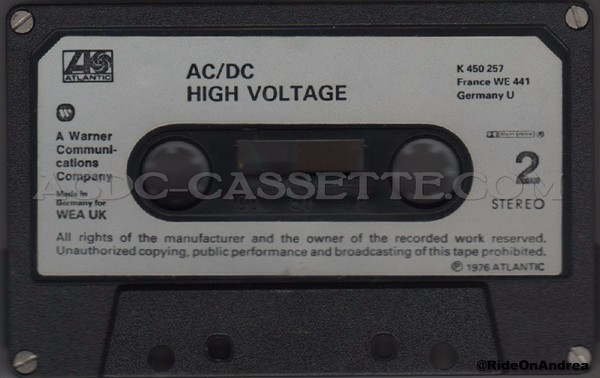 ATLANTIC
AC/DC
HIGH VOLTAGE
K 450 257
France WE 441
Germany U
A Warner
Communi-
cations
Company
Made in
Germany for
WEA UK
2
STEREO
ACDC-CASSETTE.COM
All rights of the manufacturer and the owner of the recorded work reserved.
Unauthorized copying, public performance and broadcasting of this tape prohibited.
Ⓟ 1976 ATLANTIC
@RideOnAndrea